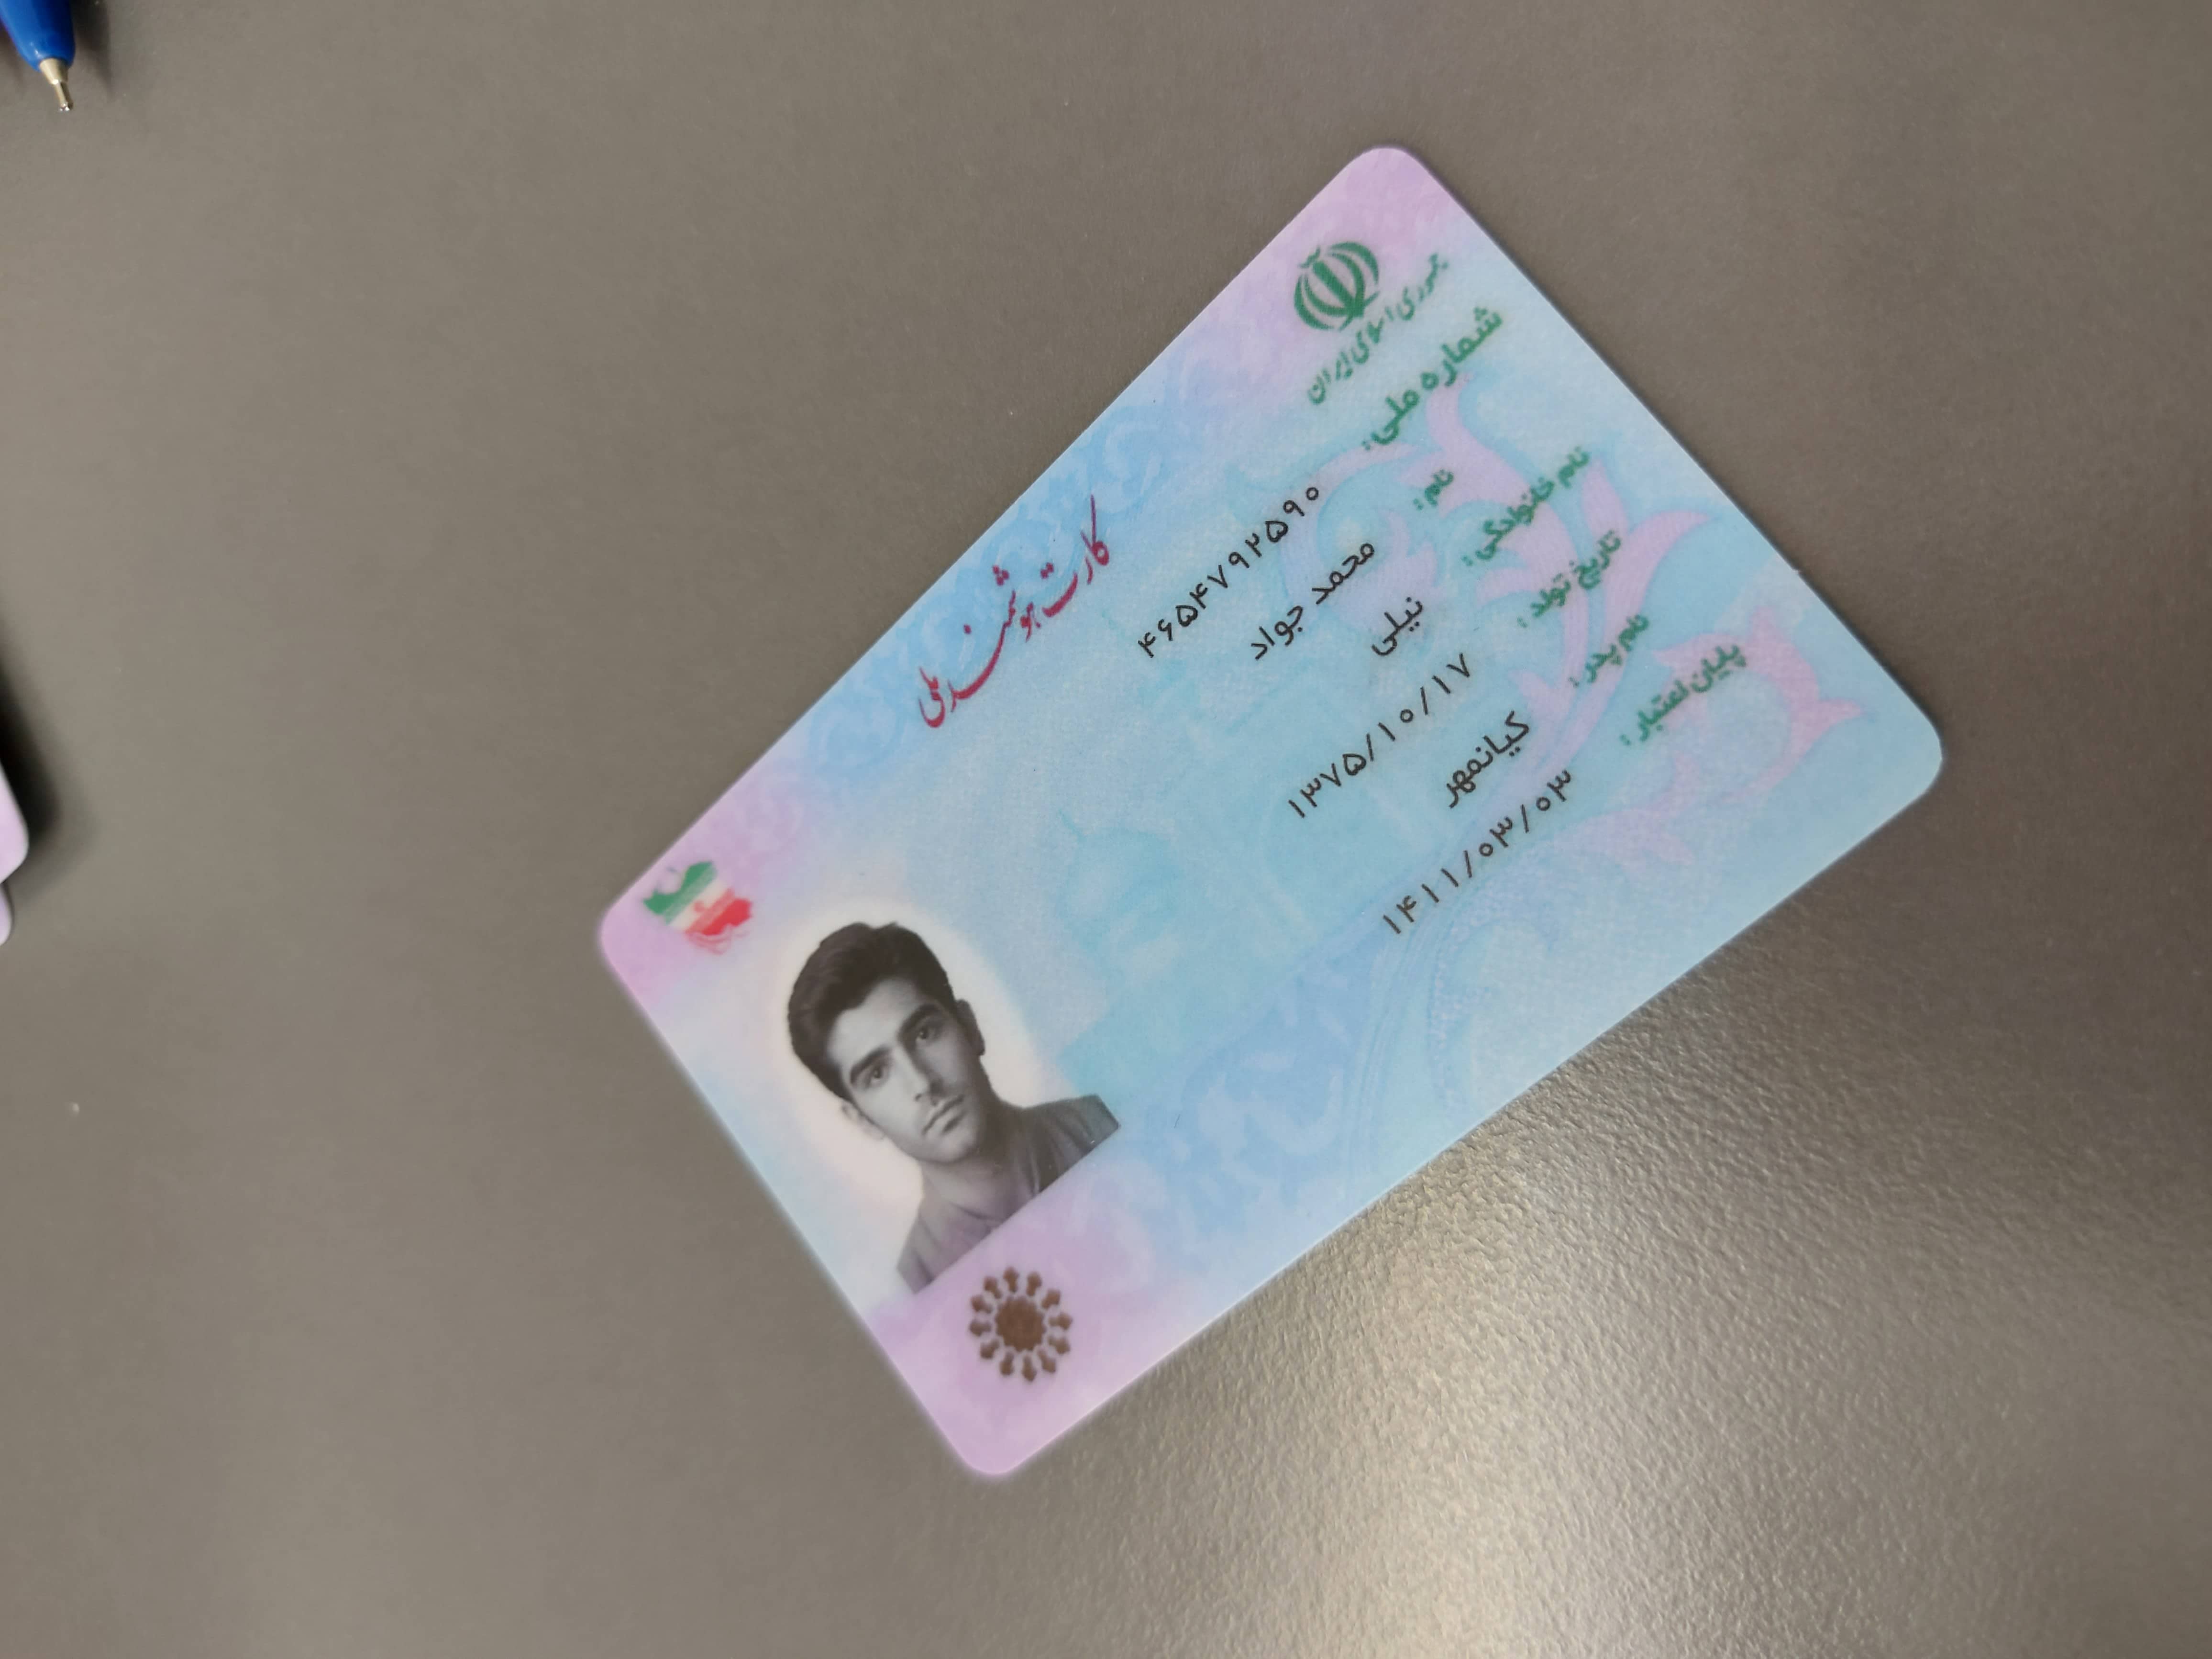 جمهوری اسلامی ایران
کارت هوشمند ملی
شماره ملی: ۴۶۵۴۷۹۲۵۹۰
نام: محمد جواد
نام خانوادگی: نیلی
تاریخ تولد: ۱۳۷۵/۱۰/۱۷
نام پدر: کیانمهر
پایان اعتبار: ۱۴۱۱/۰۳/۰۳